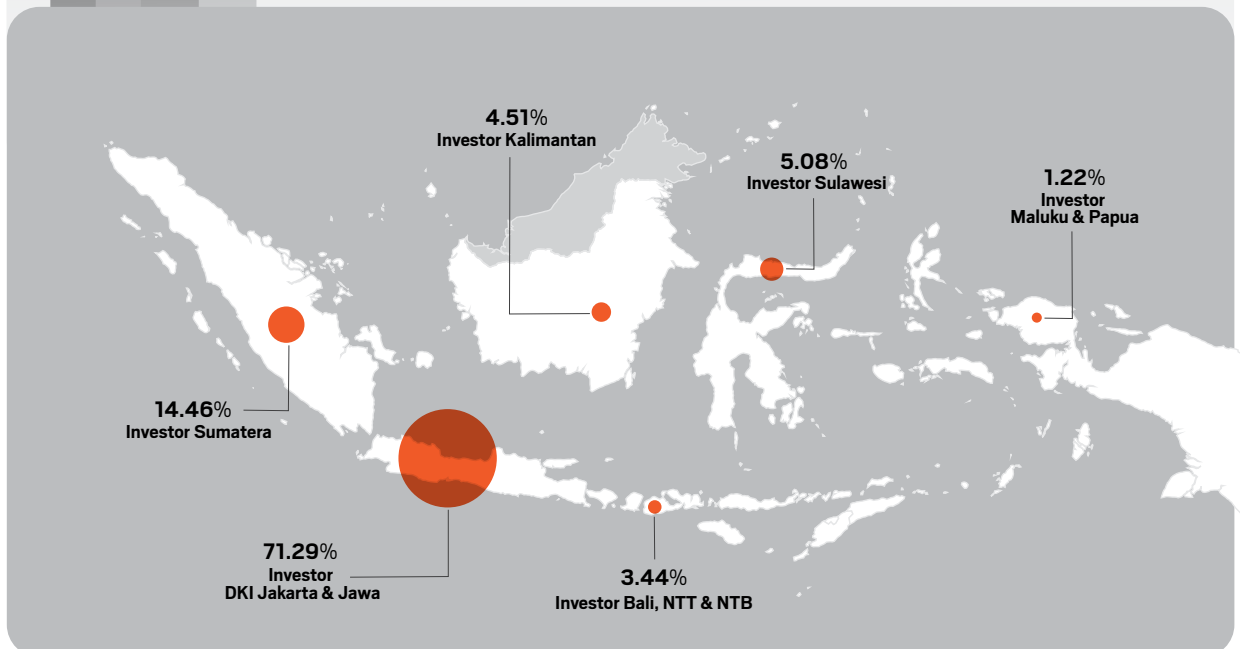 4.51%
Investor Kalimantan
5.08%
Investor Sulawesi
1.22%
Investor
Maluku & Papua
14.46%
Investor Sumatera
71.29%
Investor
DKI Jakarta & Jawa
3.44%
Investor Bali, NTT & NTB